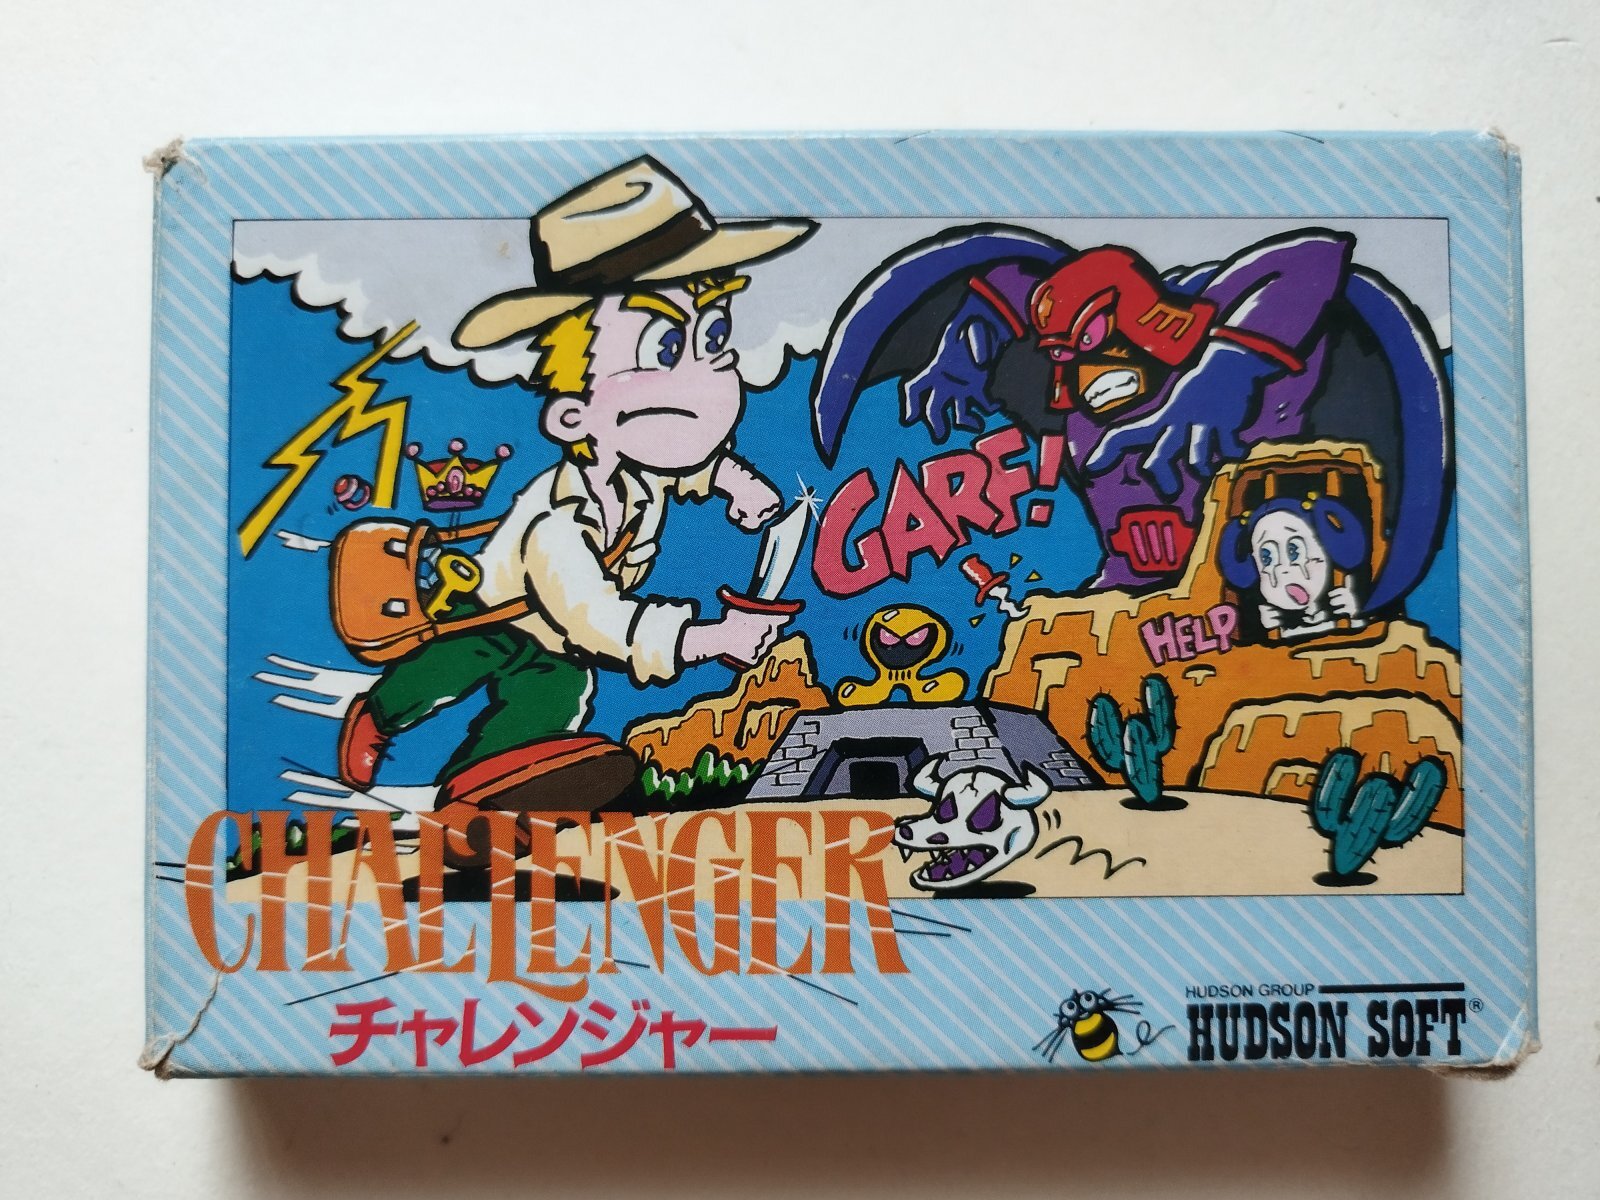 GARF!
HELP
CHALLENGER
チャレンジャー
HUDSON GROUP
HUDSON SOFT®